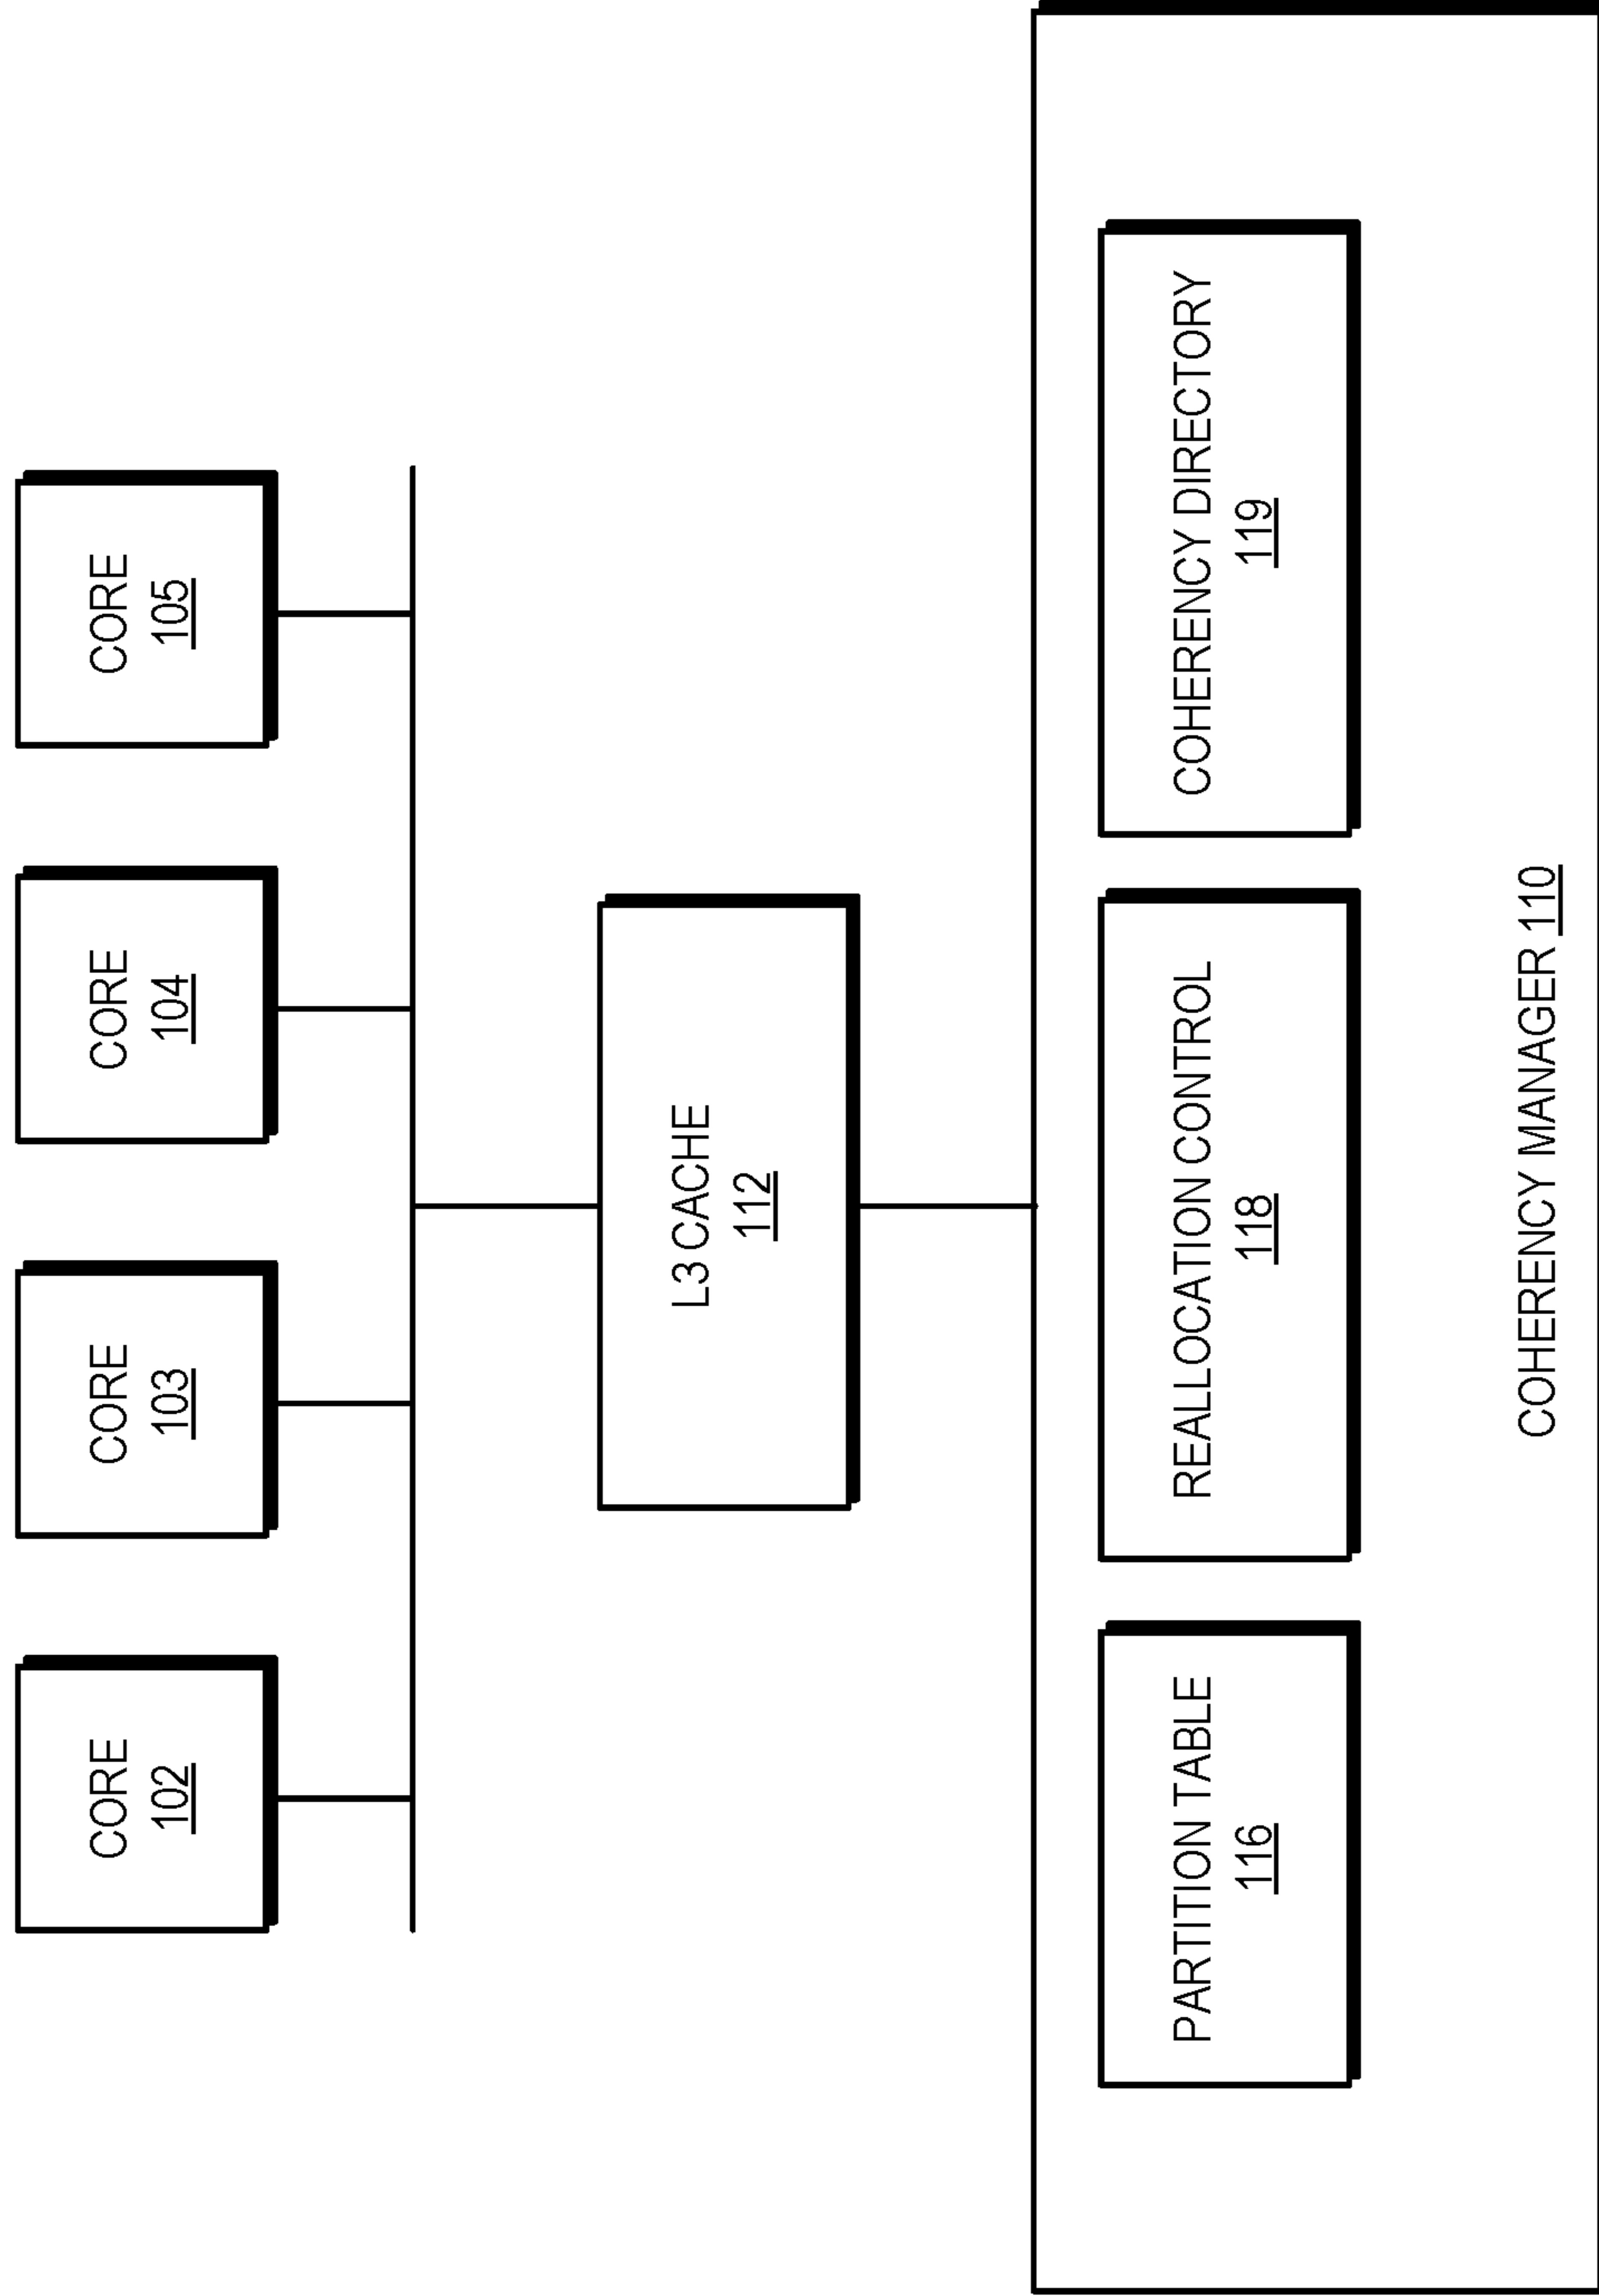 CORE
102
CORE
103
CORE
104
CORE
105
L3 CACHE
112
PARTITION TABLE
116
REALLOCATION CONTROL
118
COHERENCY DIRECTORY
119
COHERENCY MANAGER 110